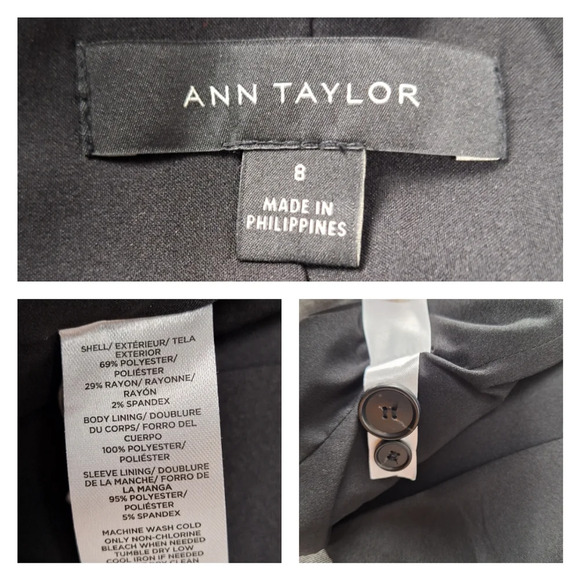 ANN TAYLOR
8
MADE IN
PHILIPPINES
SHELL/ EXTÉRIEUR/ TELA
EXTERIOR
69% POLYESTER/
POLIÉSTER
29% RAYON/ RAYONNE/
RAYÓN
2% SPANDEX
BODY LINING/ DOUBLURE
DU CORPS/ FORRO DEL
CUERPO
100% POLYESTER/
POLIÉSTER
SLEEVE LINING/ DOUBLURE
DE LA MANCHE/ FORRO DE
LA MANGA
95% POLYESTER/
POLIÉSTER
5% SPANDEX
MACHINE WASH COLD
ONLY NON-CHLORINE
BLEACH WHEN NEEDED
TUMBLE DRY LOW
COOL IRON IF NEEDED
DRY CLEAN